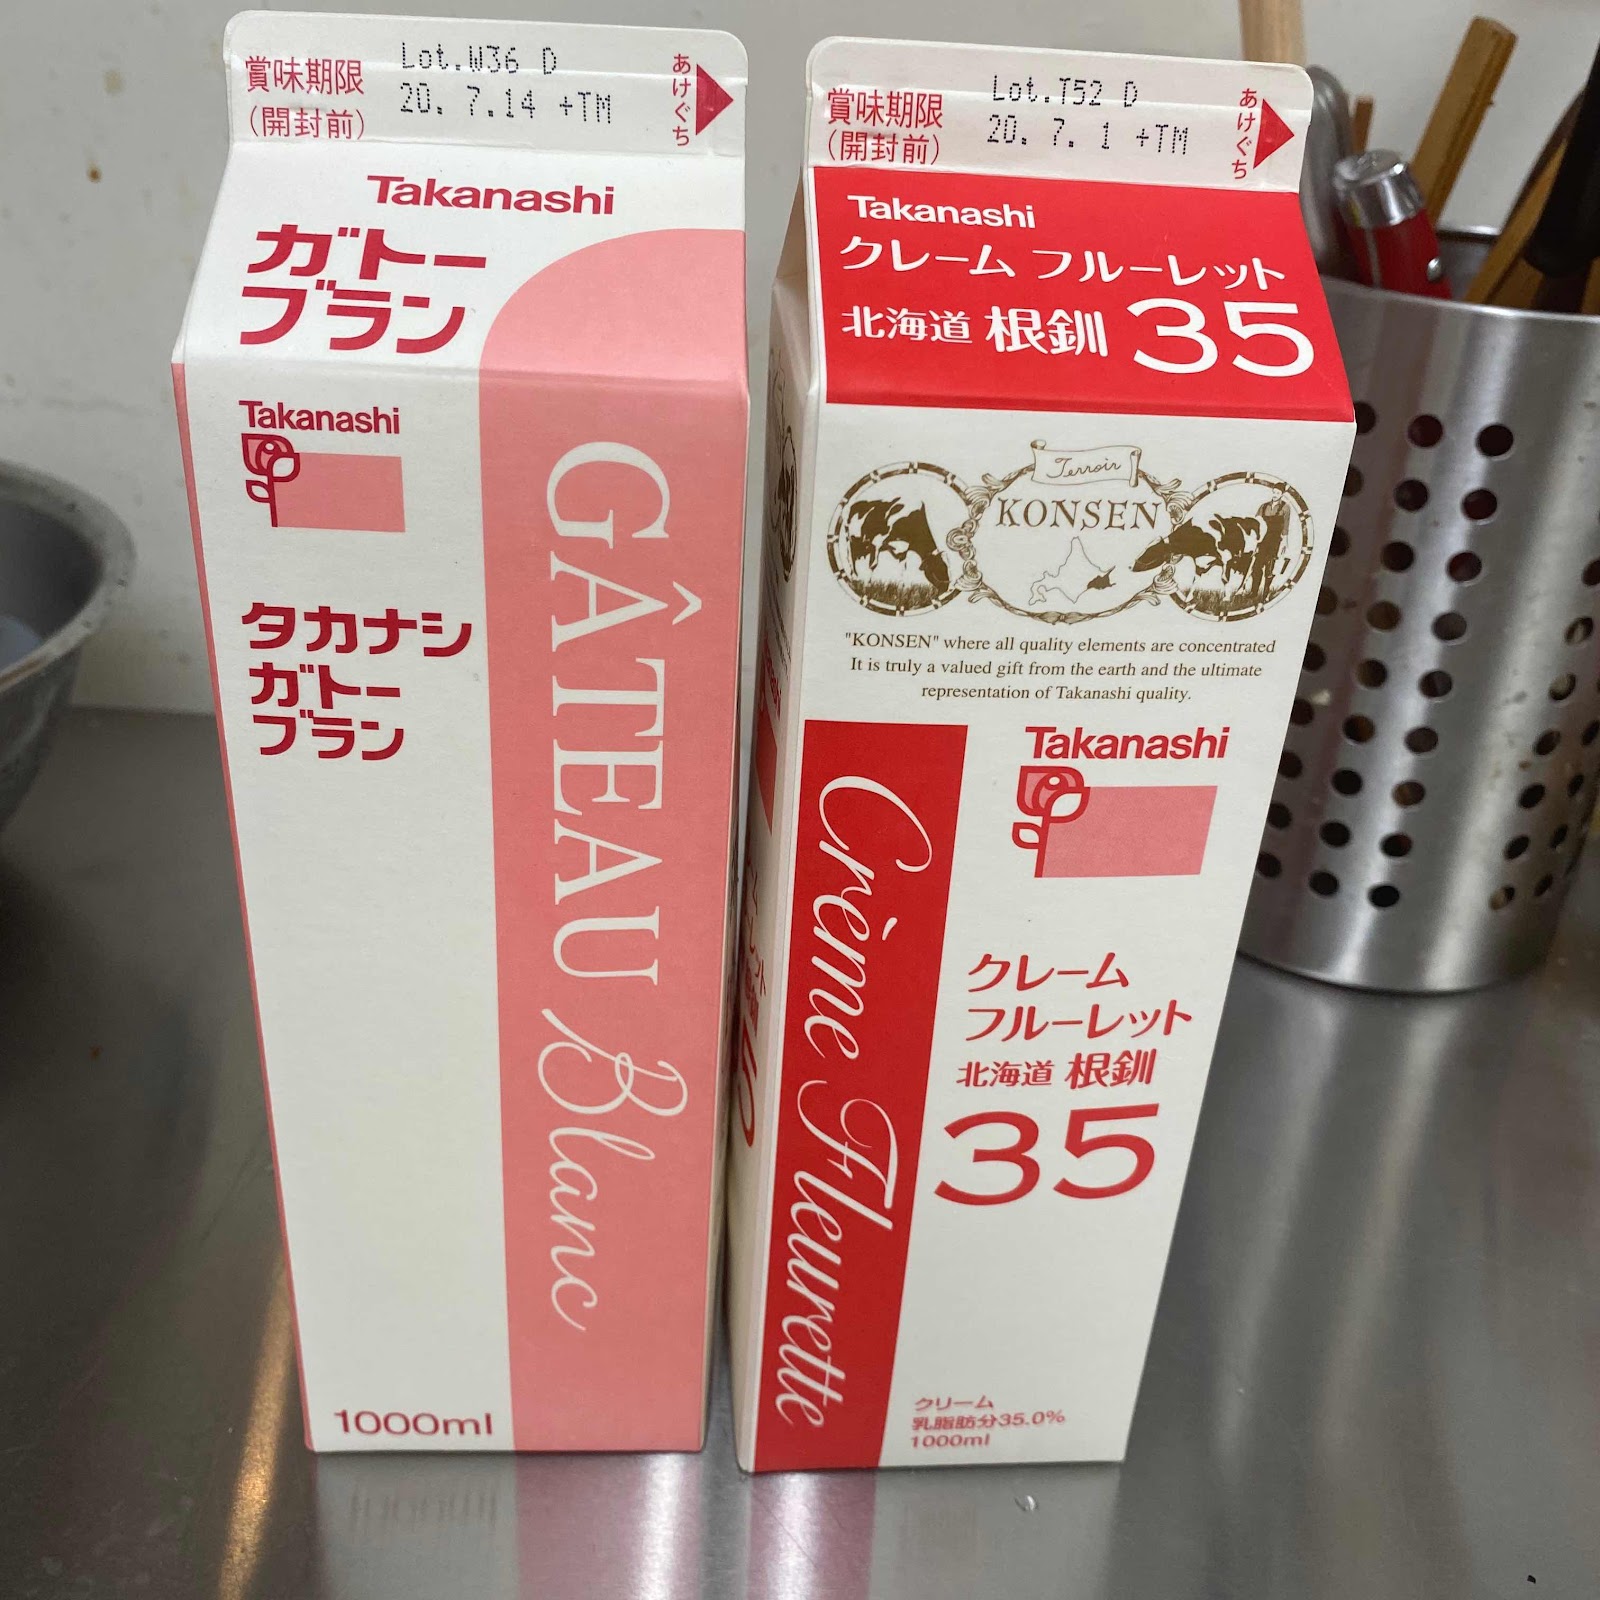 賞味期限
(開封前)
Lot.W36 D
20. 7.14 +TM
あけぐち
Takanashi
ガトー
ブラン
Takanashi
タカナシ
ガトー
ブラン
GÂTEAU Blanc
1000ml
賞味期限
(開封前)
Lot.T52 D
20. 7. 1 +TM
あけぐち
Takanashi
クレーム フルーレット
北海道 根釧 35
Terroir
KONSEN
"KONSEN" where all quality elements are concentrated
It is truly a valued gift from the earth and the ultimate
representation of Takanashi quality.
Takanashi
Crème Fleurette
クレーム
フルーレット
北海道 根釧
35
クリーム
乳脂肪分35.0%
1000ml